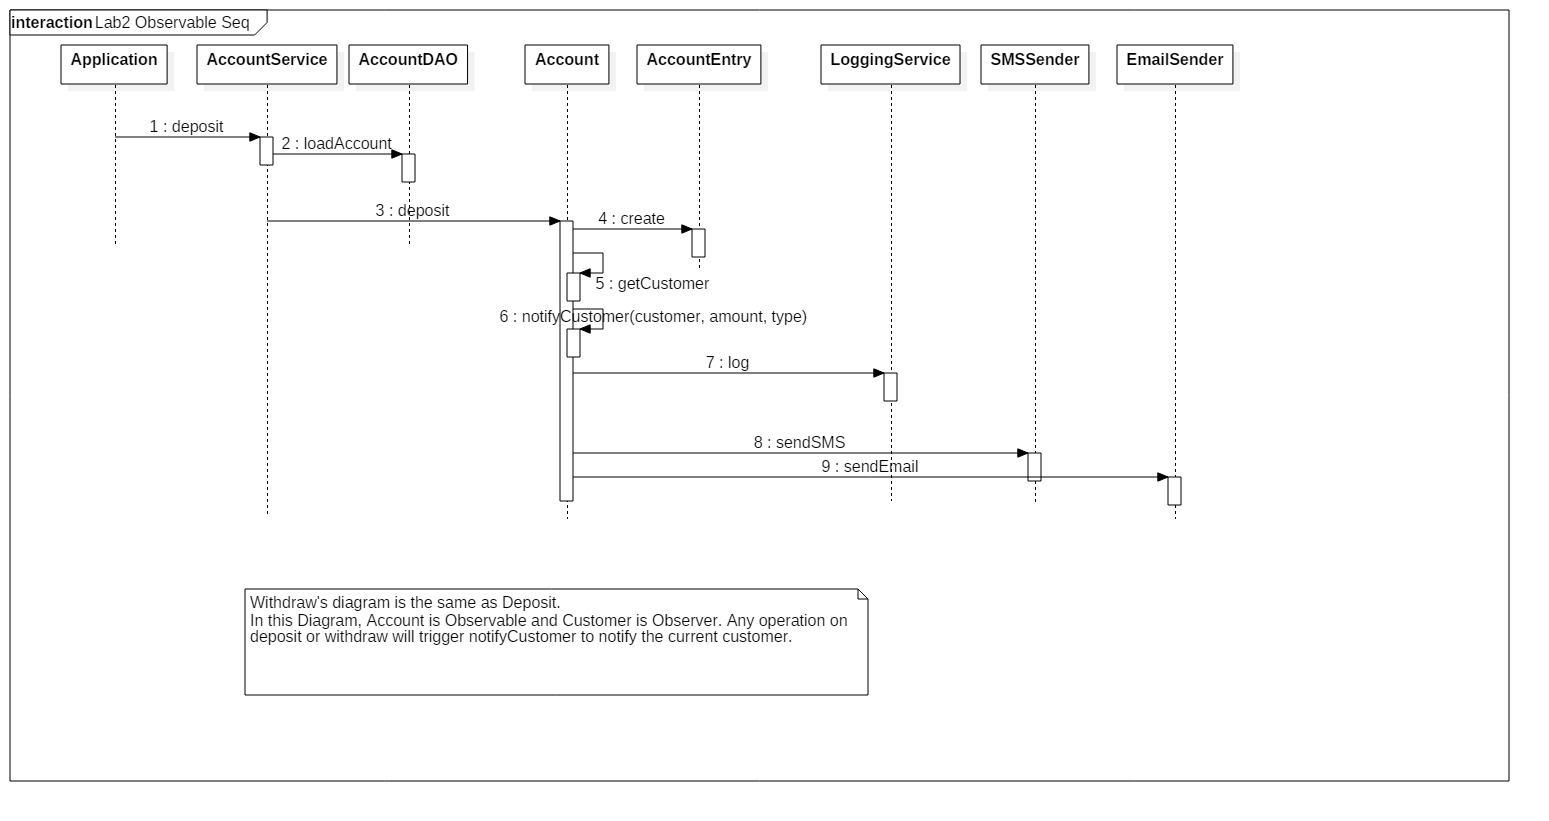 interaction Lab2 Observable Seq
Application
AccountService
AccountDAO
Account
AccountEntry
LoggingService
SMSSender
EmailSender
1 : deposit
2 : loadAccount
3 : deposit
4 : create
5 : getCustomer
6 : notifyCustomer(customer, amount, type)
7 : log
8 : sendSMS
9 : sendEmail
Withdraw's diagram is the same as Deposit.
In this Diagram, Account is Observable and Customer is Observer. Any operation on
deposit or withdraw will trigger notifyCustomer to notify the current customer.